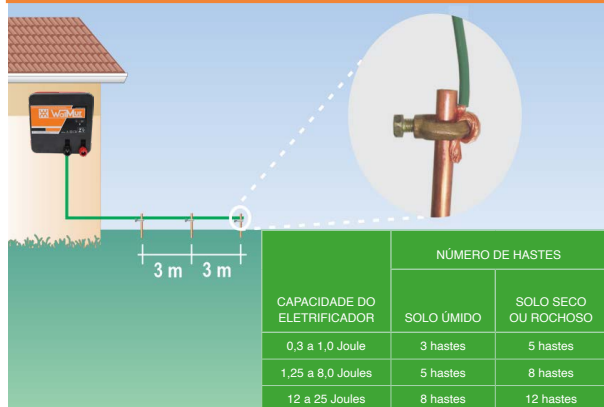 WalMur
3 m 3 m
NÚMERO DE HASTES
CAPACIDADE DO
ELETRIFICADOR
SOLO ÚMIDO
SOLO SECO
OU ROCHOSO
0,3 a 1,0 Joule 3 hastes 5 hastes
1,25 a 8,0 Joules 5 hastes 8 hastes
12 a 25 Joules 8 hastes 12 hastes